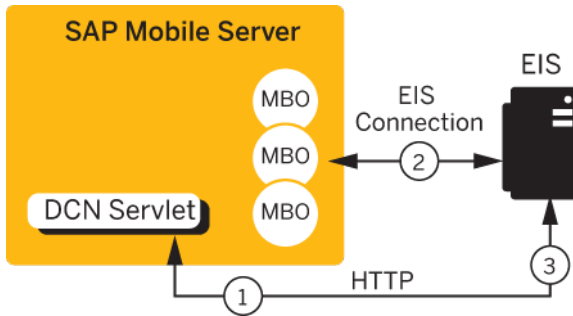 SAP Mobile Server
EIS
MBO
EIS
Connection
MBO
2
DCN Servlet
MBO
3
HTTP
1